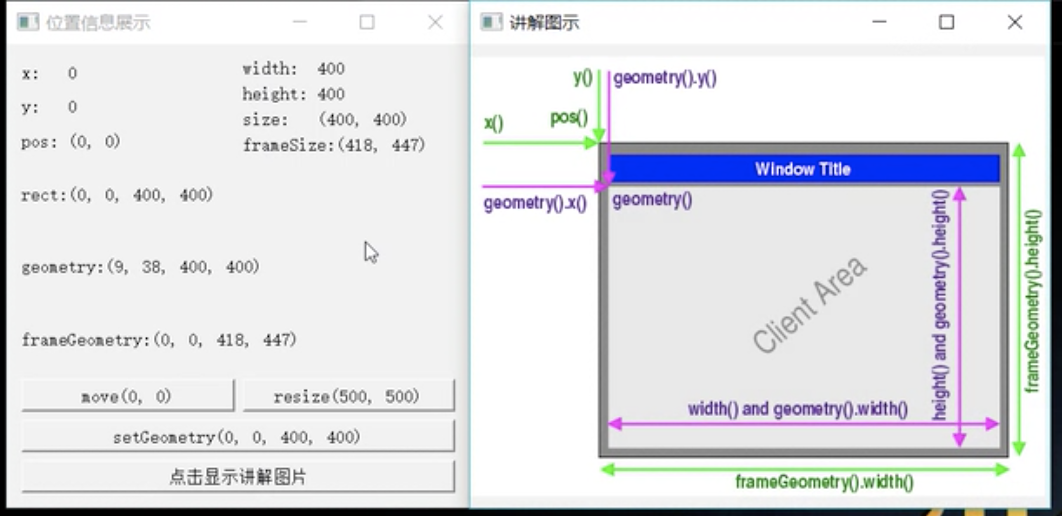 位置信息展示
x: 0
y: 0
pos: (0, 0)
width: 400
height: 400
size: (400, 400)
frameSize:(418, 447)
rect:(0, 0, 400, 400)
geometry:(9, 38, 400, 400)
frameGeometry:(0, 0, 418, 447)
move(0, 0)
resize(500, 500)
setGeometry(0, 0, 400, 400)
点击显示讲解图片
讲解图示
y()
geometry().y()
x()
pos()
Window Title
geometry().x()
geometry()
Client Area
height() and geometry().height()
frameGeometry().height()
width() and geometry().width()
frameGeometry().width()